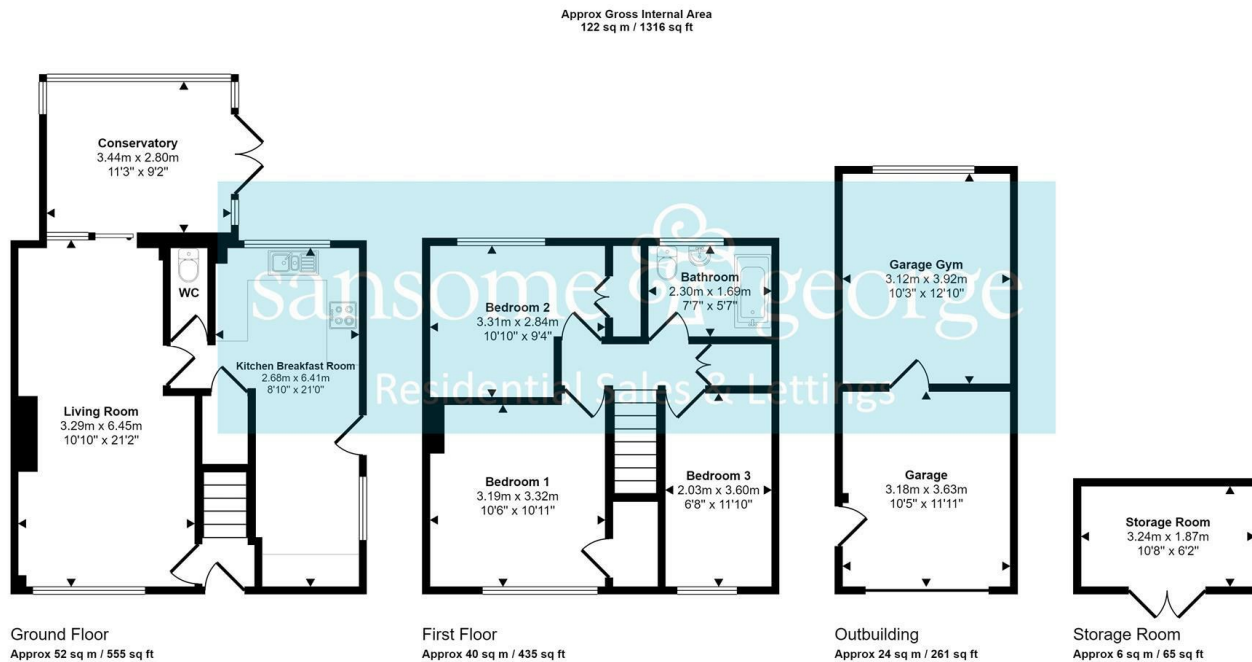 Approx Gross Internal Area
122 sq m / 1316 sq ft
Conservatory
3.44m x 2.80m
11'3" x 9'2"
WC
Kitchen Breakfast Room
2.68m x 6.41m
8'10" x 21'0"
Living Room
3.29m x 6.45m
10'10" x 21'2"
Bedroom 2
3.31m x 2.84m
10'10" x 9'4"
Bathroom
2.30m x 1.69m
7'7" x 5'7"
Bedroom 1
3.19m x 3.32m
10'6" x 10'11"
Bedroom 3
2.03m x 3.60m
6'8" x 11'10"
Garage Gym
3.12m x 3.92m
10'3" x 12'10"
Garage
3.18m x 3.63m
10'5" x 11'11"
Storage Room
3.24m x 1.87m
10'8" x 6'2"
sansome & george
Residential Sales & Lettings
Ground Floor
Approx 52 sq m / 555 sq ft
First Floor
Approx 40 sq m / 435 sq ft
Outbuilding
Approx 24 sq m / 261 sq ft
Storage Room
Approx 6 sq m / 65 sq ft